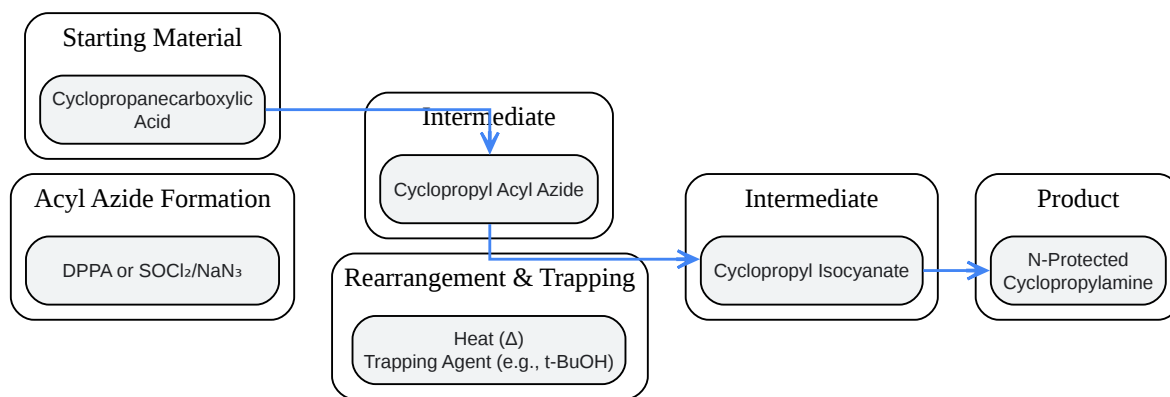 Starting Material
Cyclopropanecarboxylic
Acid
Acyl Azide Formation
DPPA or SOCl₂/NaN₃
Intermediate
Cyclopropyl Acyl Azide
Rearrangement & Trapping
Heat (Δ)
Trapping Agent (e.g., t-BuOH)
Intermediate
Cyclopropyl Isocyanate
Product
N-Protected
Cyclopropylamine